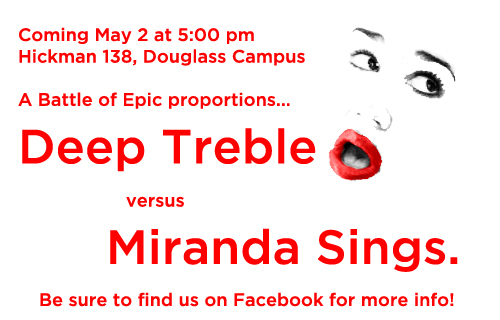 Coming May 2 at 5:00 pm
Hickman 138, Douglass Campus
A Battle of Epic proportions...
Deep Treble
versus
Miranda Sings.
Be sure to find us on Facebook for more info!